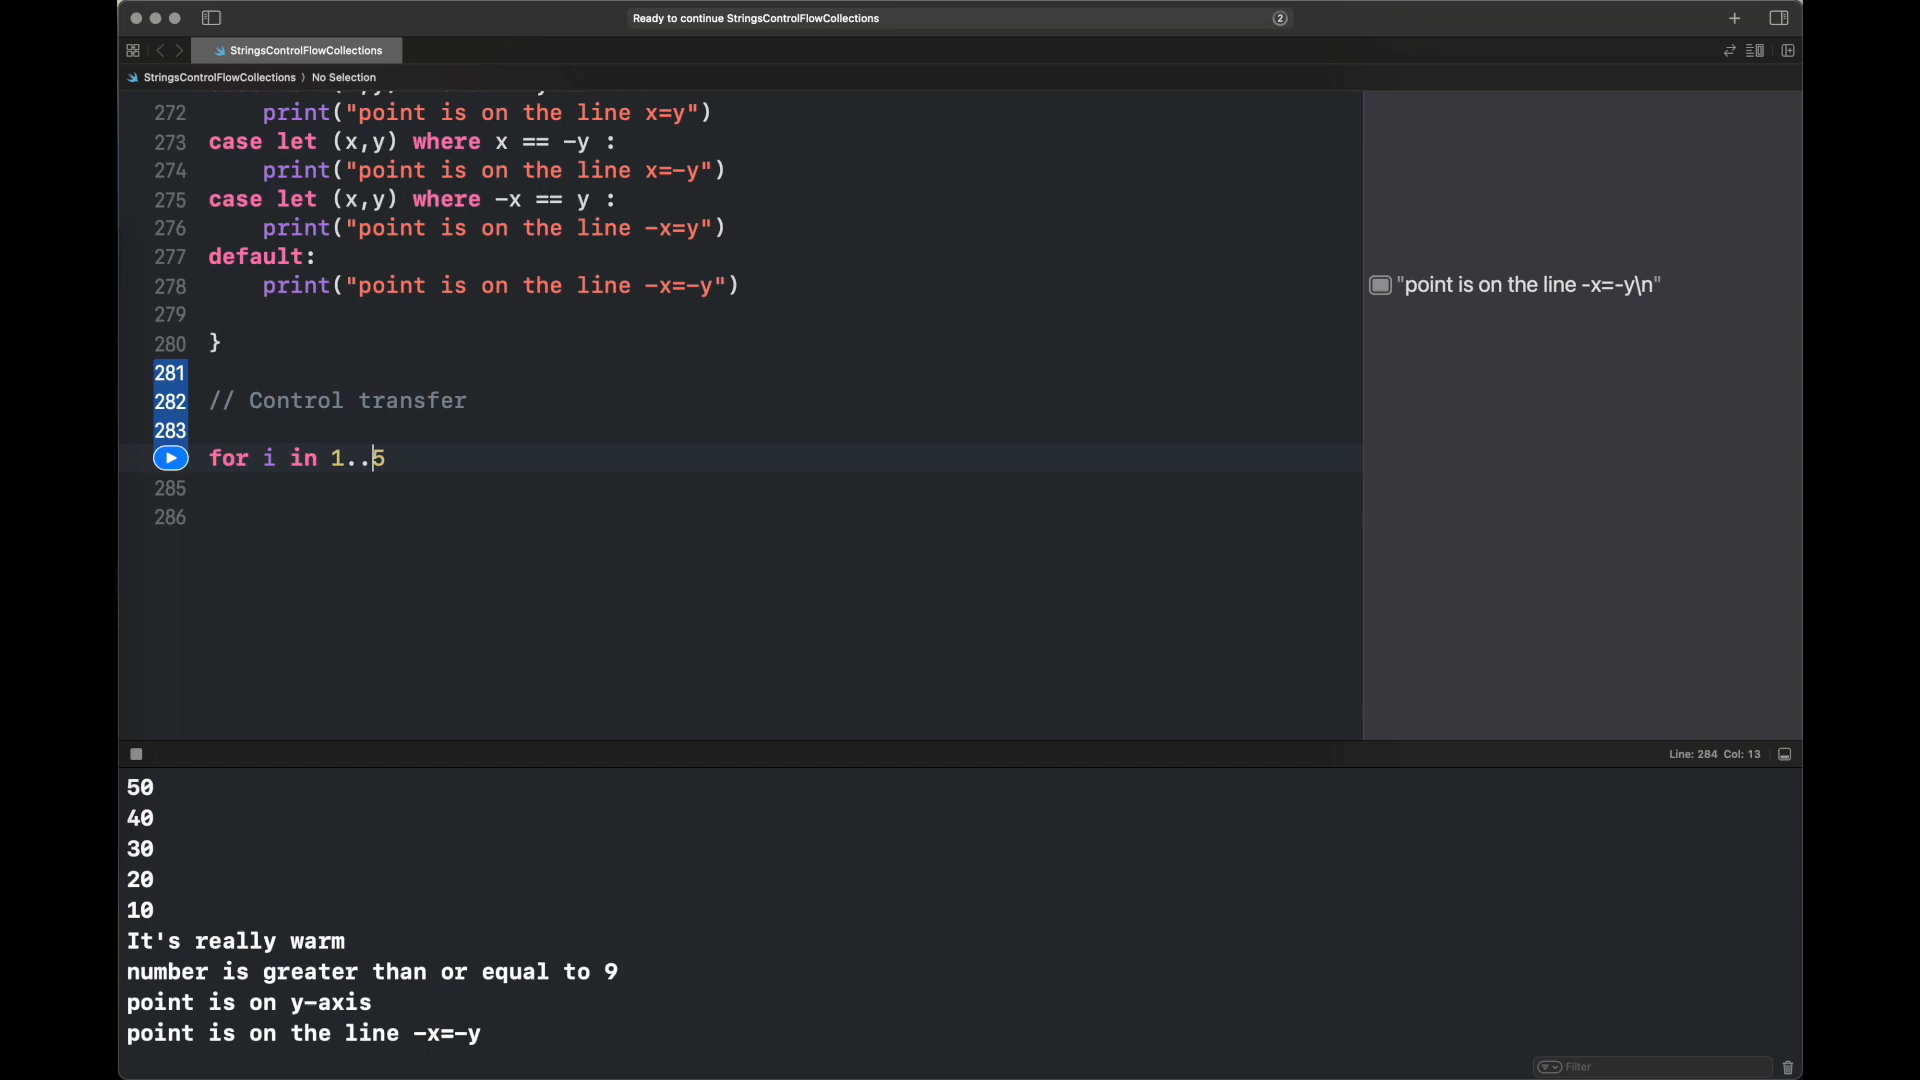 Ready to continue StringsControlFlowCollections
2
StringsControlFlowCollections
StringsControlFlowCollections 〉 No Selection
272 print("point is on the line x=y")
273 case let (x,y) where x == -y :
274 print("point is on the line x=-y")
275 case let (x,y) where -x == y :
276 print("point is on the line -x=y")
277 default:
278 print("point is on the line -x=-y")
"point is on the line -x=-y\n"
279
280 }
281
282 // Control transfer
283
for i in 1..5
285
286
Line: 284 Col: 13
50
40
30
20
10
It's really warm
number is greater than or equal to 9
point is on y-axis
point is on the line -x=-y
Filter